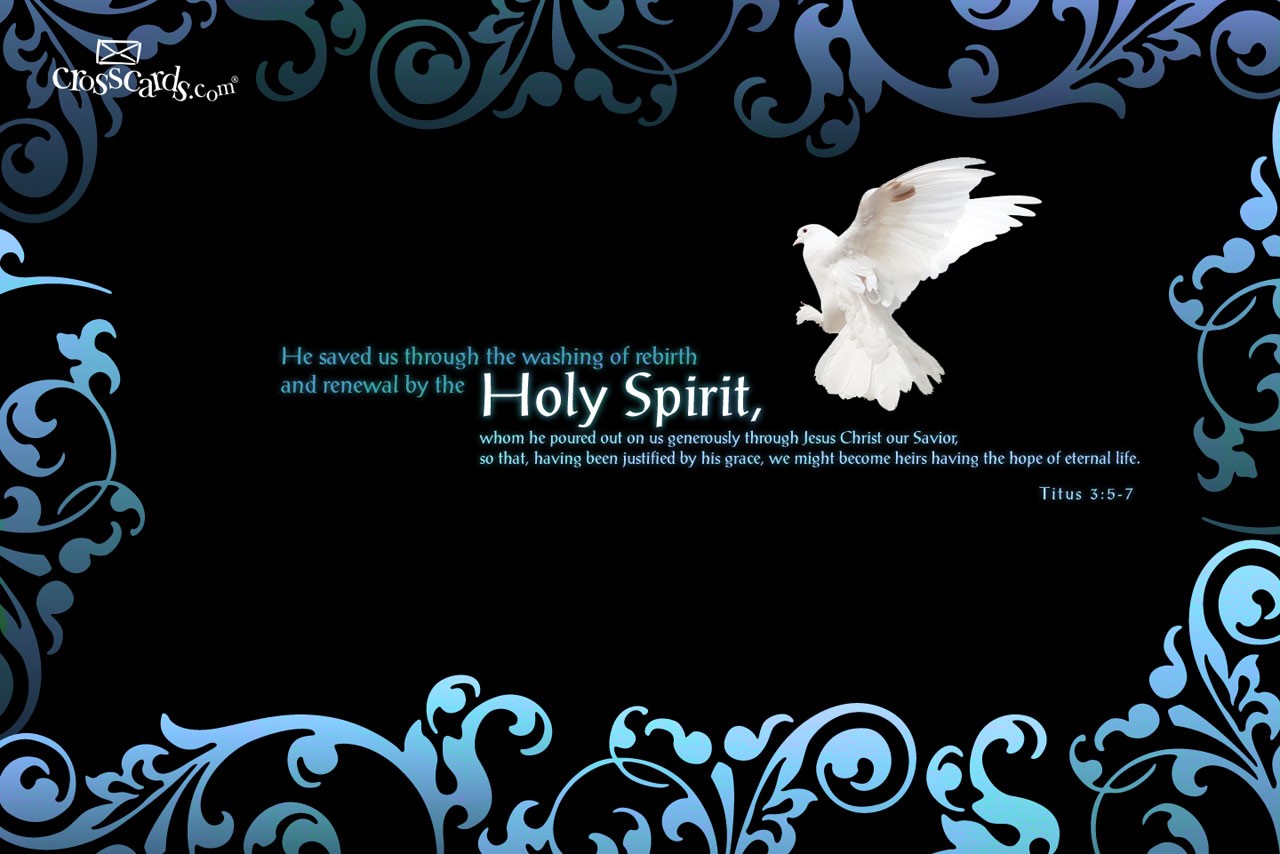 crosscards.com®
He saved us through the washing of rebirth
and renewal by the Holy Spirit,
whom he poured out on us generously through Jesus Christ our Savior,
so that, having been justified by his grace, we might become heirs having the hope of eternal life.
Titus 3:5-7